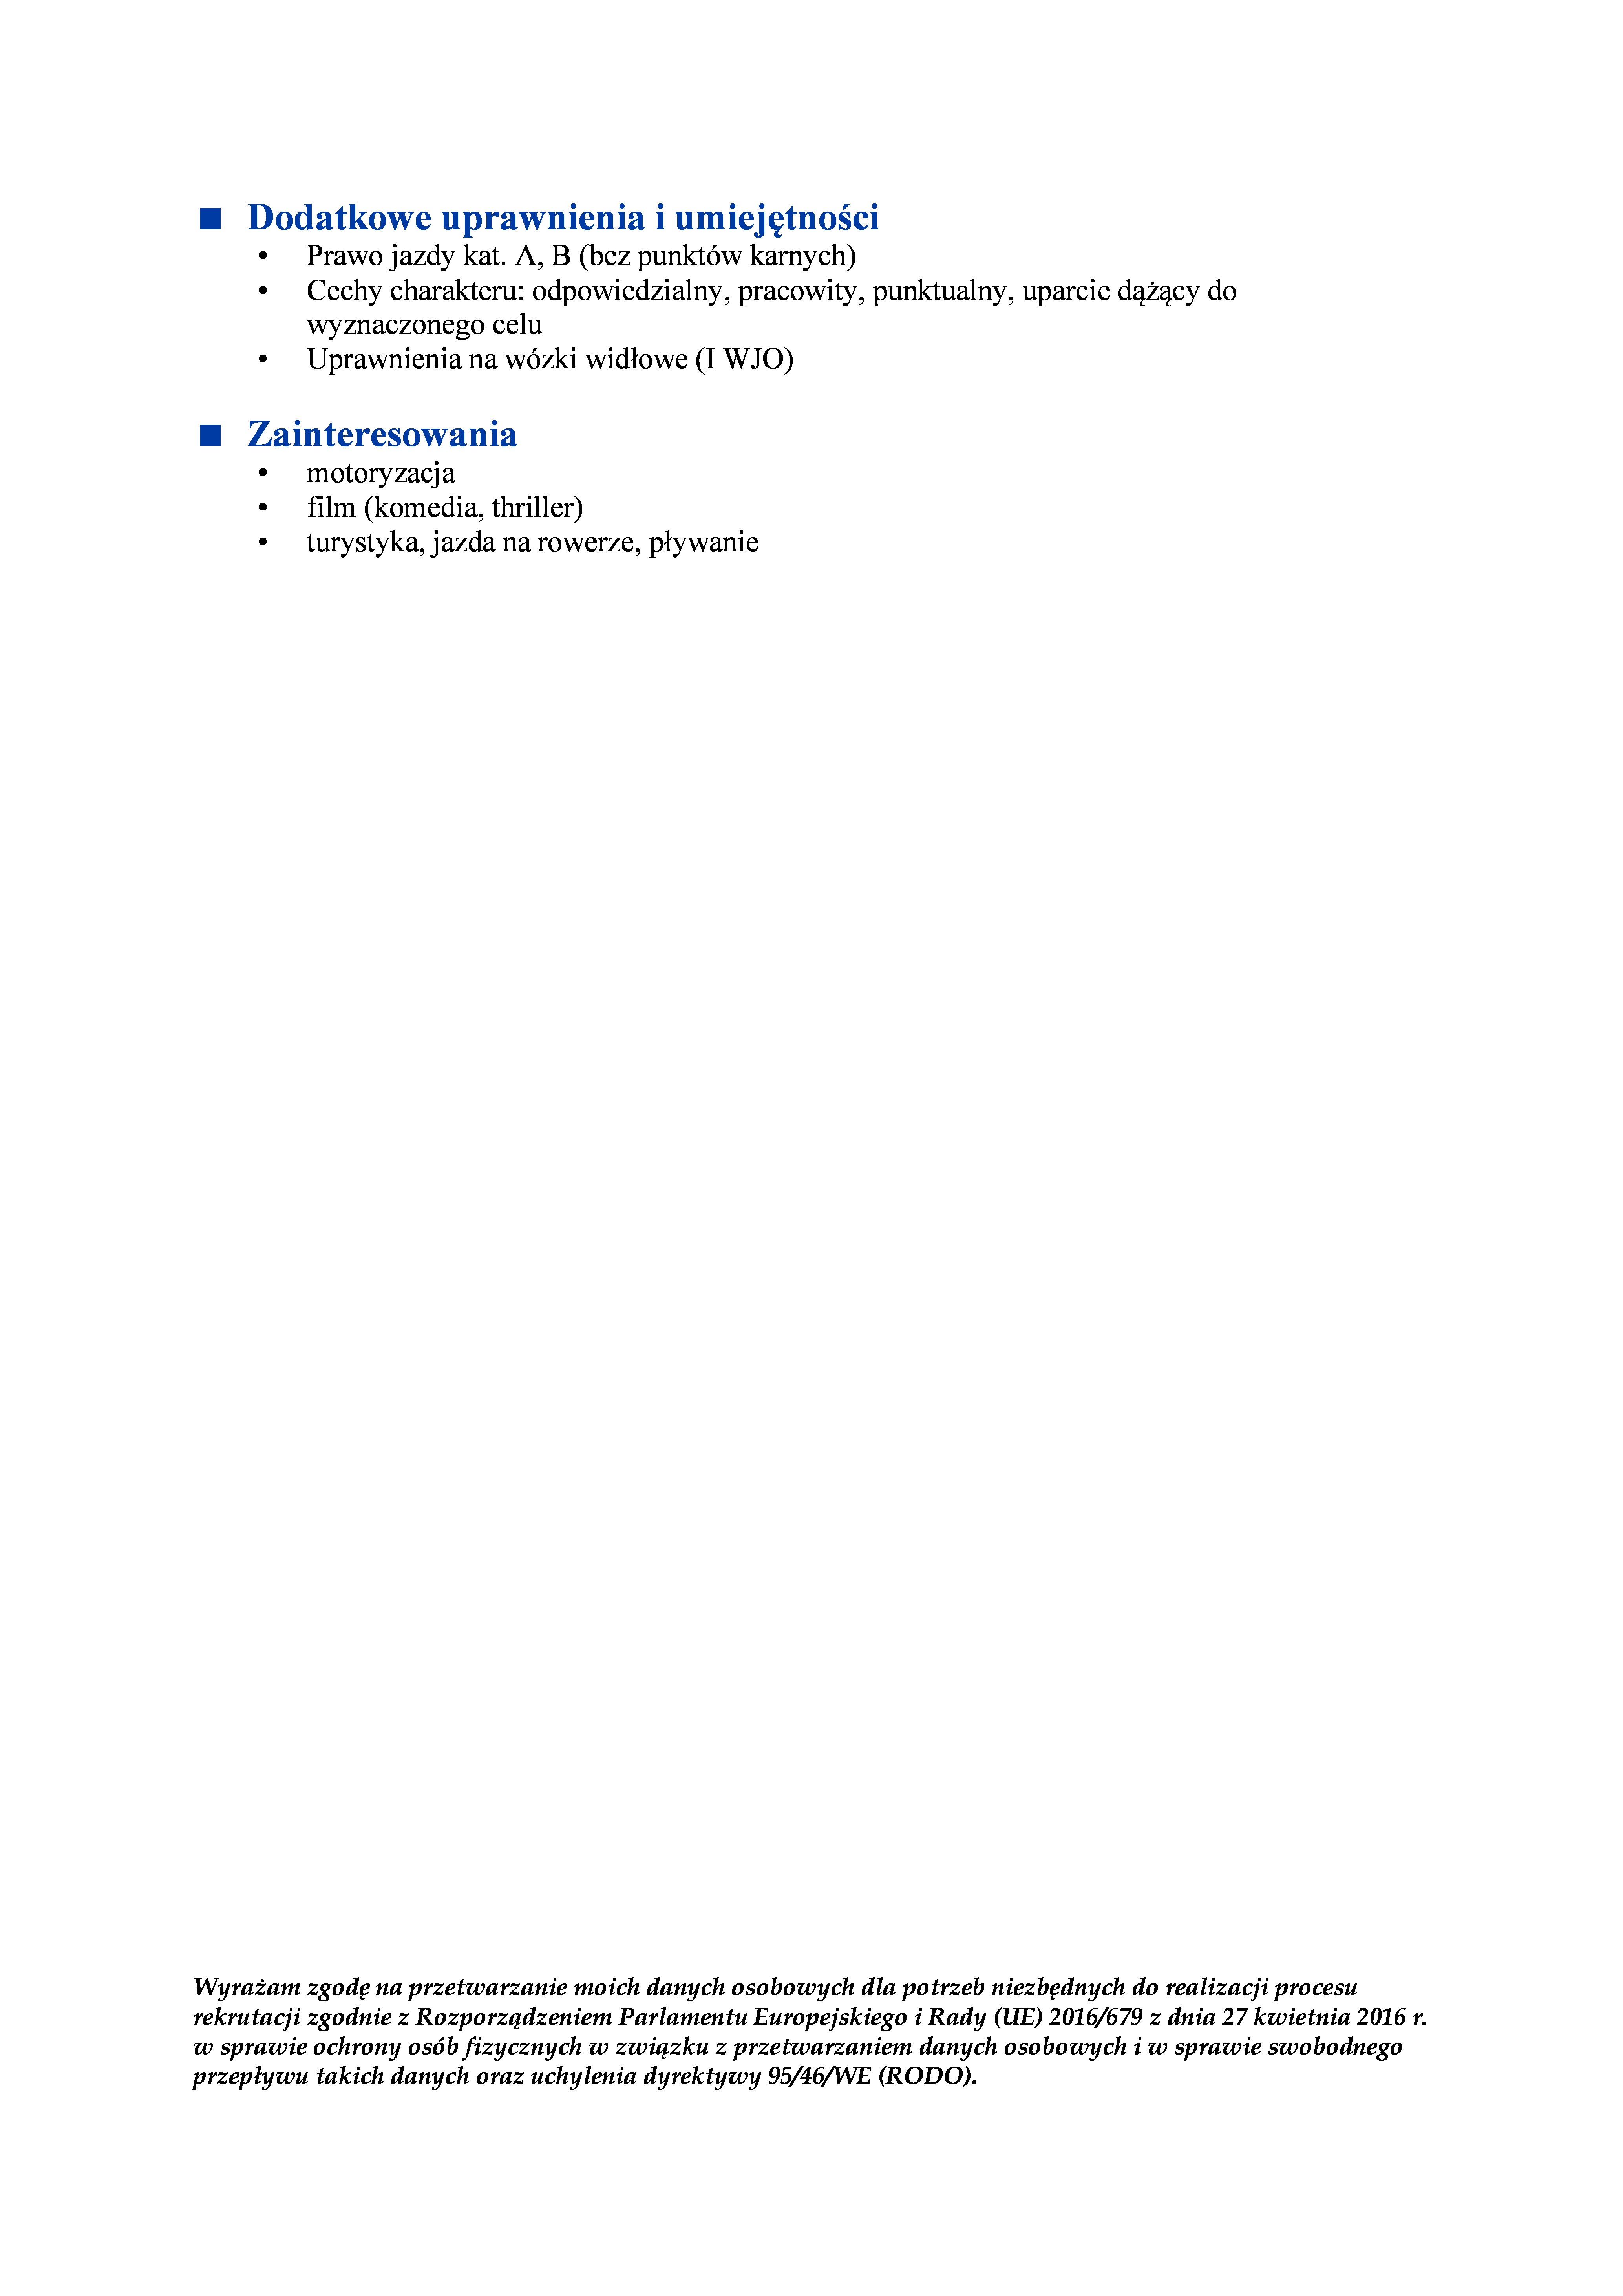 ■ Dodatkowe uprawnienia i umiejętności
• Prawo jazdy kat. A, B (bez punktów karnych)
• Cechy charakteru: odpowiedzialny, pracowity, punktualny, uparcie dążący do
wyznaczonego celu
• Uprawnienia na wózki widłowe (I WJO)
■ Zainteresowania
• motoryzacja
• film (komedia, thriller)
• turystyka, jazda na rowerze, pływanie
Wyrażam zgodę na przetwarzanie moich danych osobowych dla potrzeb niezbędnych do realizacji procesu
rekrutacji zgodnie z Rozporządzeniem Parlamentu Europejskiego i Rady (UE) 2016/679 z dnia 27 kwietnia 2016 r.
w sprawie ochrony osób fizycznych w związku z przetwarzaniem danych osobowych i w sprawie swobodnego
przepływu takich danych oraz uchylenia dyrektywy 95/46/WE (RODO).